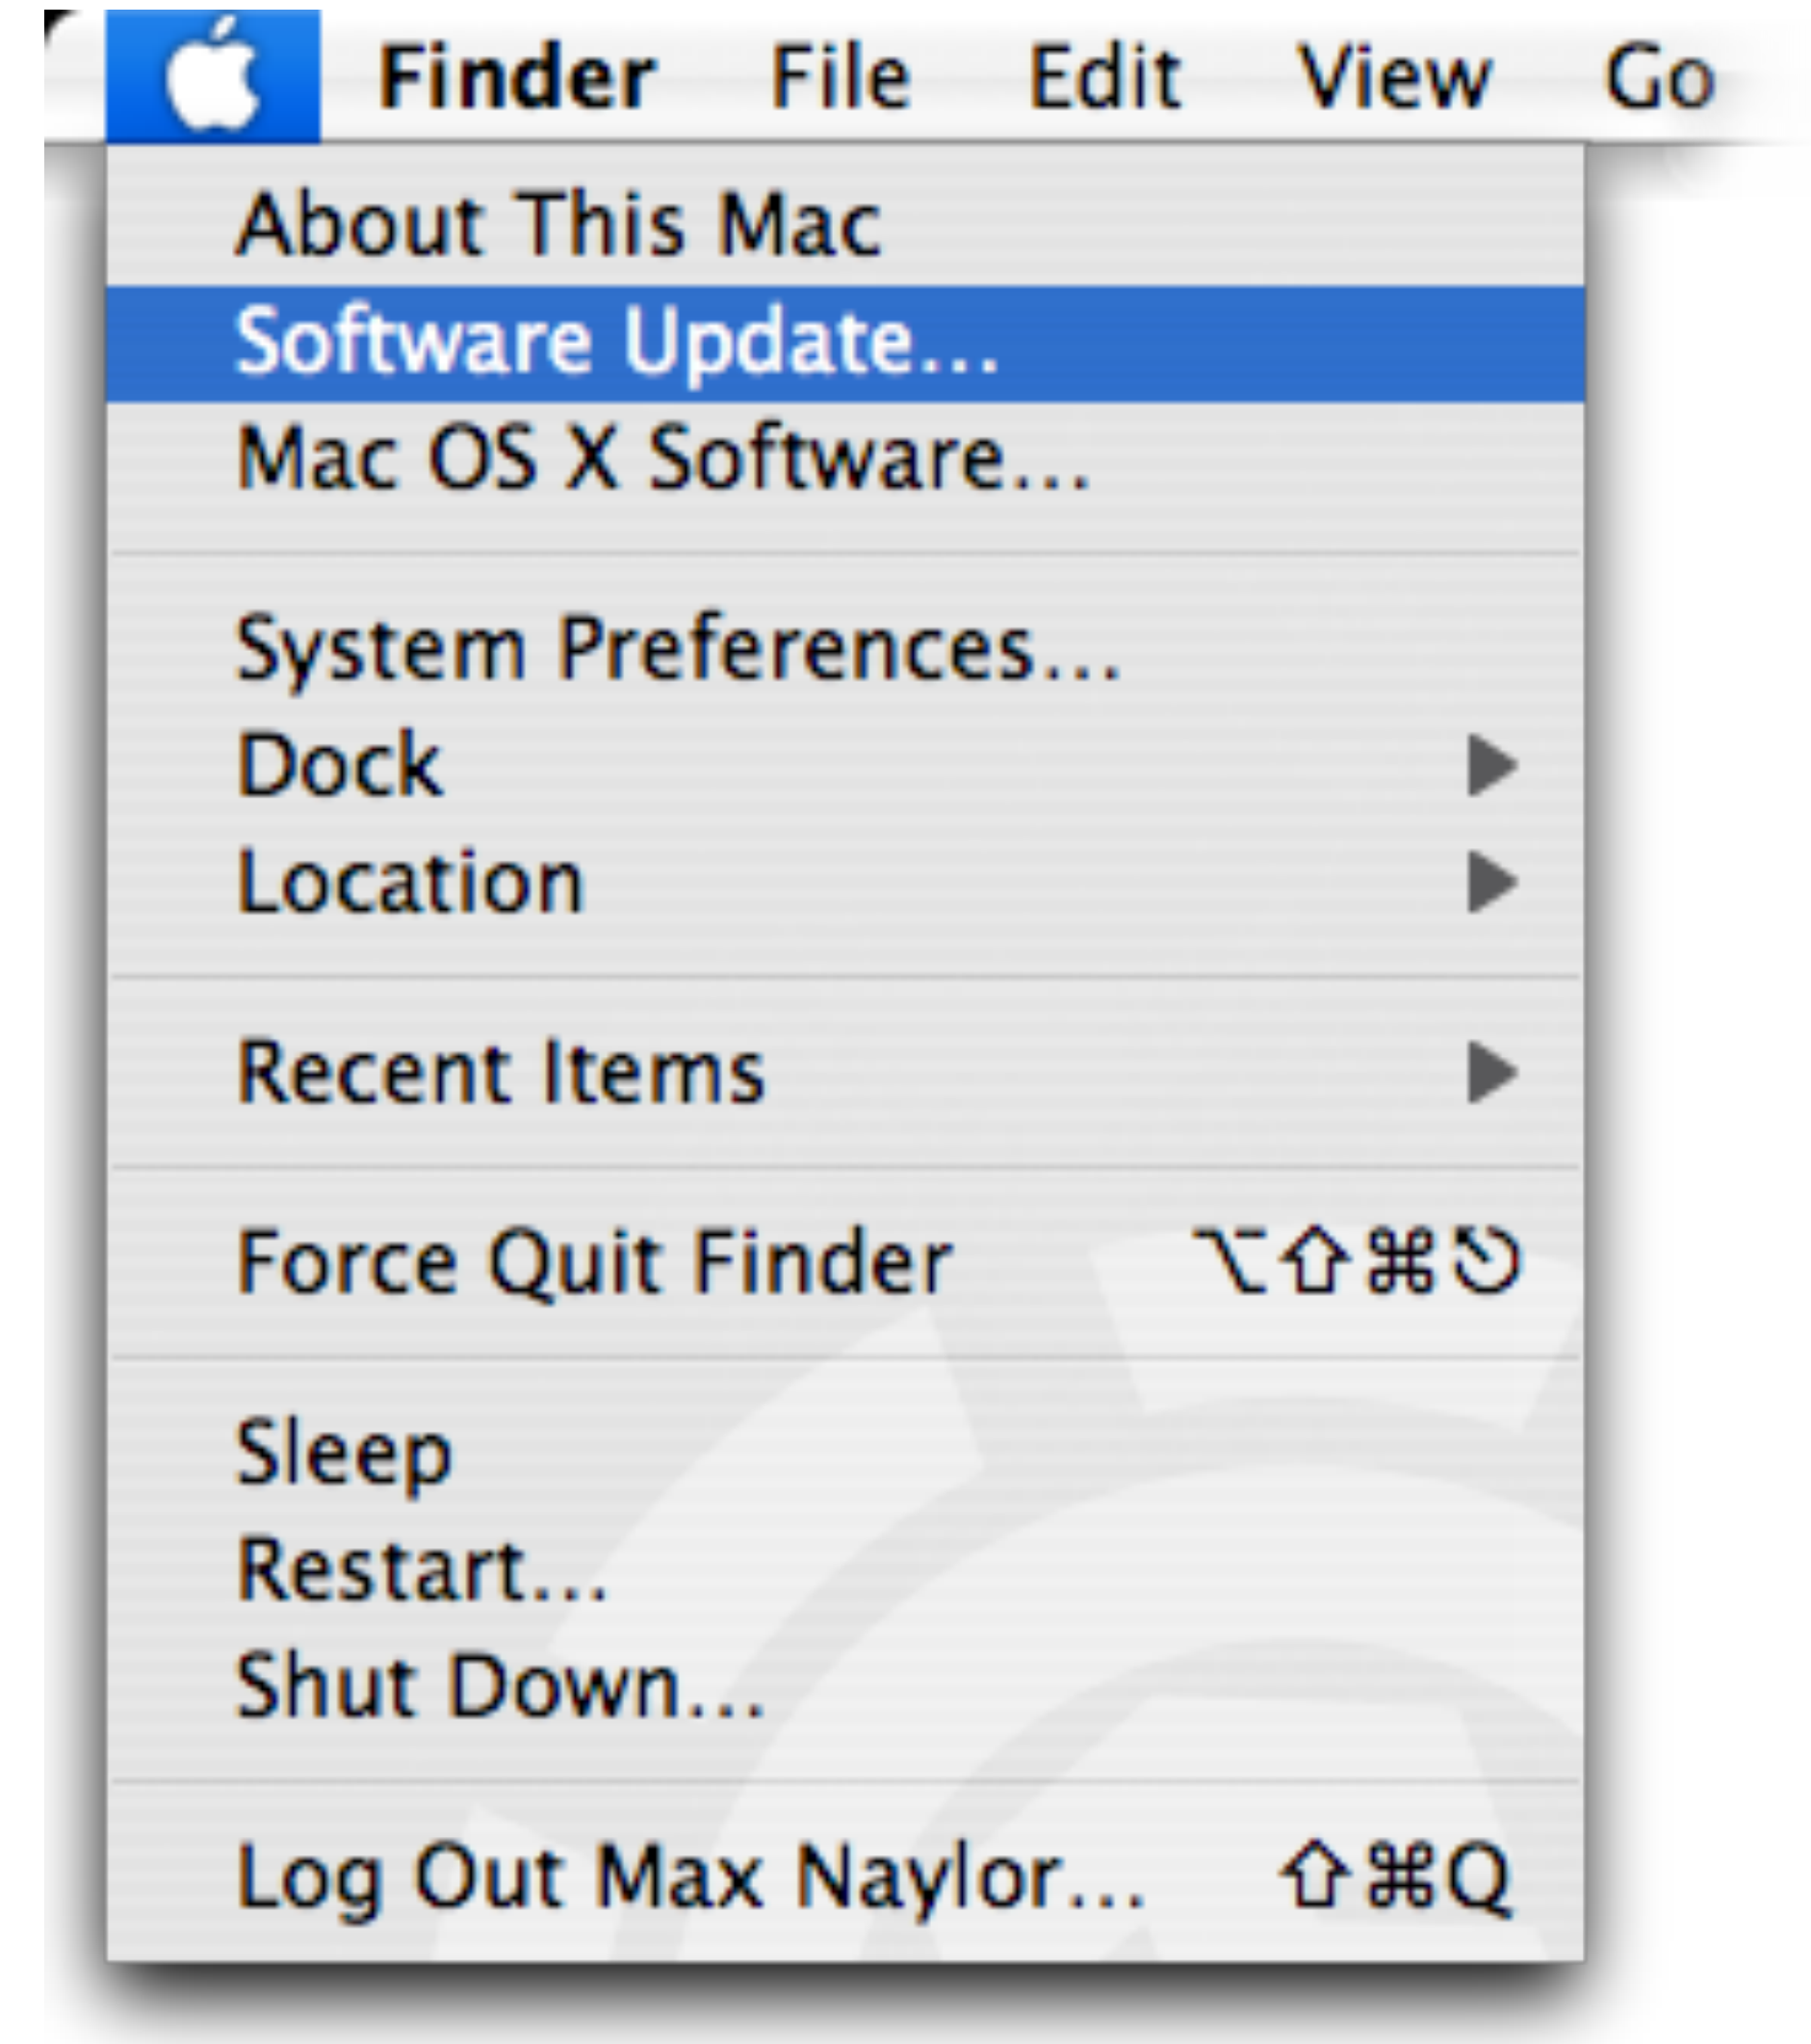 Finder File Edit View Go
About This Mac
Software Update...
Mac OS X Software...
System Preferences...
Dock
Location
Recent Items
Force Quit Finder ⌥⇧⌘⎋
Sleep
Restart...
Shut Down...
Log Out Max Naylor... ⇧⌘Q